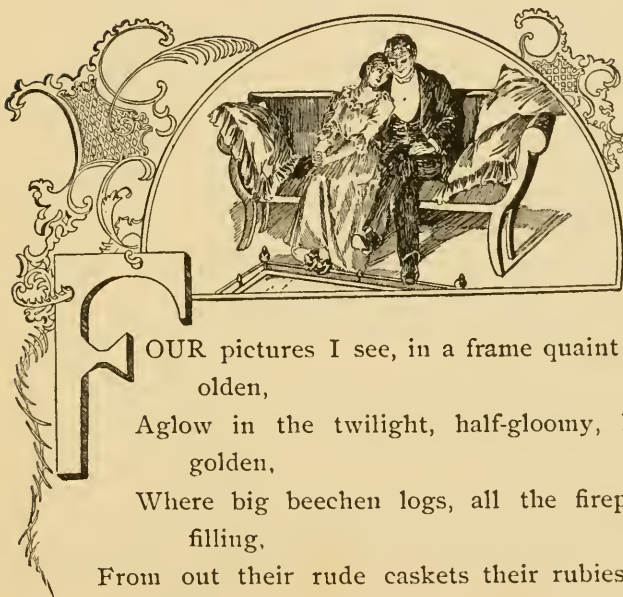 FOUR pictures I see, in a frame quaint
olden,
Aglow in the twilight, half-gloomy,
golden,
Where big beechen logs, all the firep
filling,
From out their rude caskets their rubies